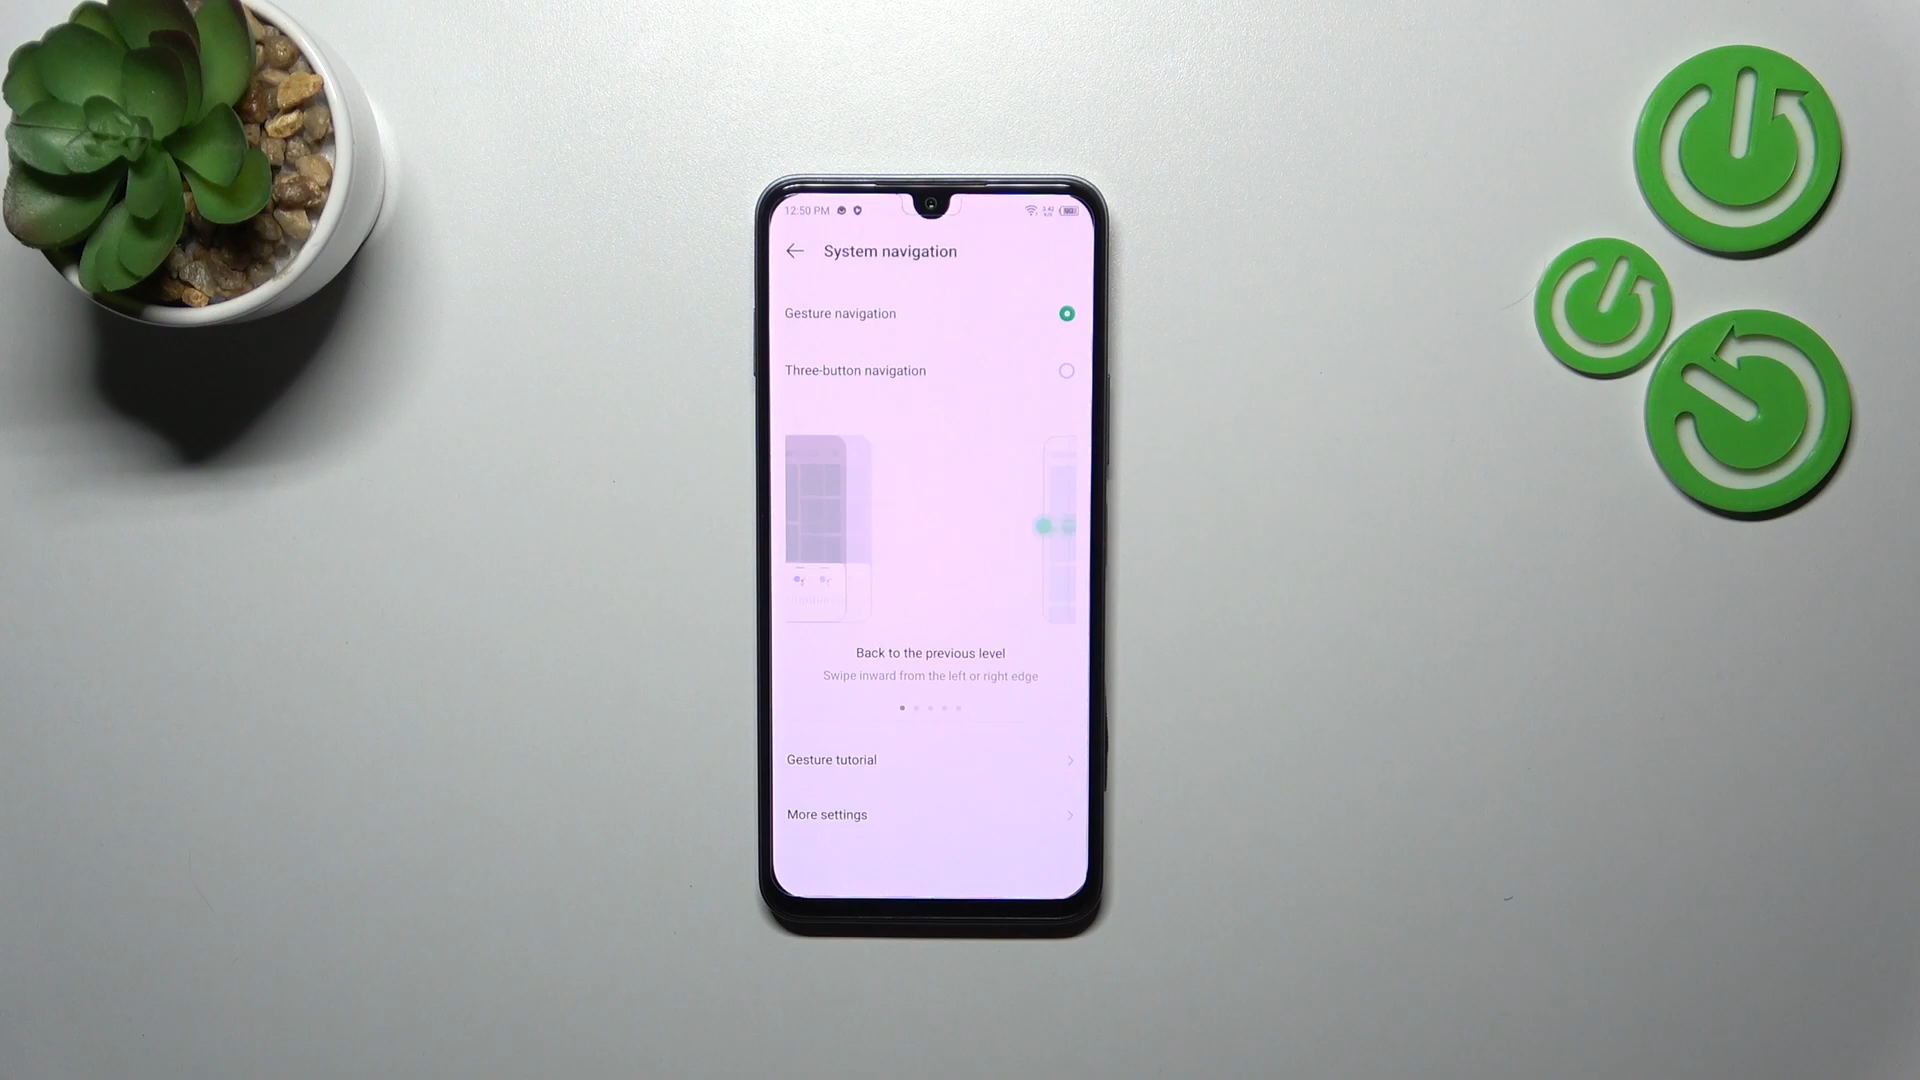 12:50 PM
System navigation
Gesture navigation
Three-button navigation
Back to the previous level
Swipe inward from the left or right edge
Gesture tutorial
More settings